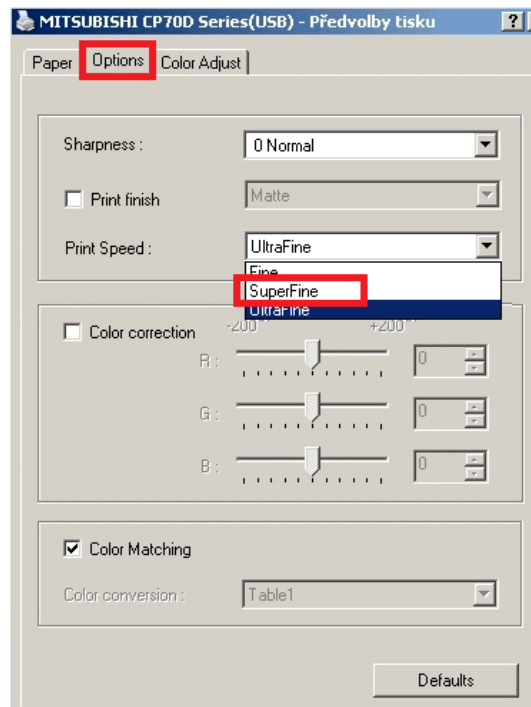 MITSUBISHI CP70D Series(USB) - Předvolby tisku ?
Paper Options Color Adjust
Sharpness : 0 Normal
Print finish Matte
Print Speed : UltraFine
Fine
SuperFine
UltraFine
Color correction -200 +200
R : 0
G : 0
B : 0
Color Matching
Color conversion : Table1
Defaults